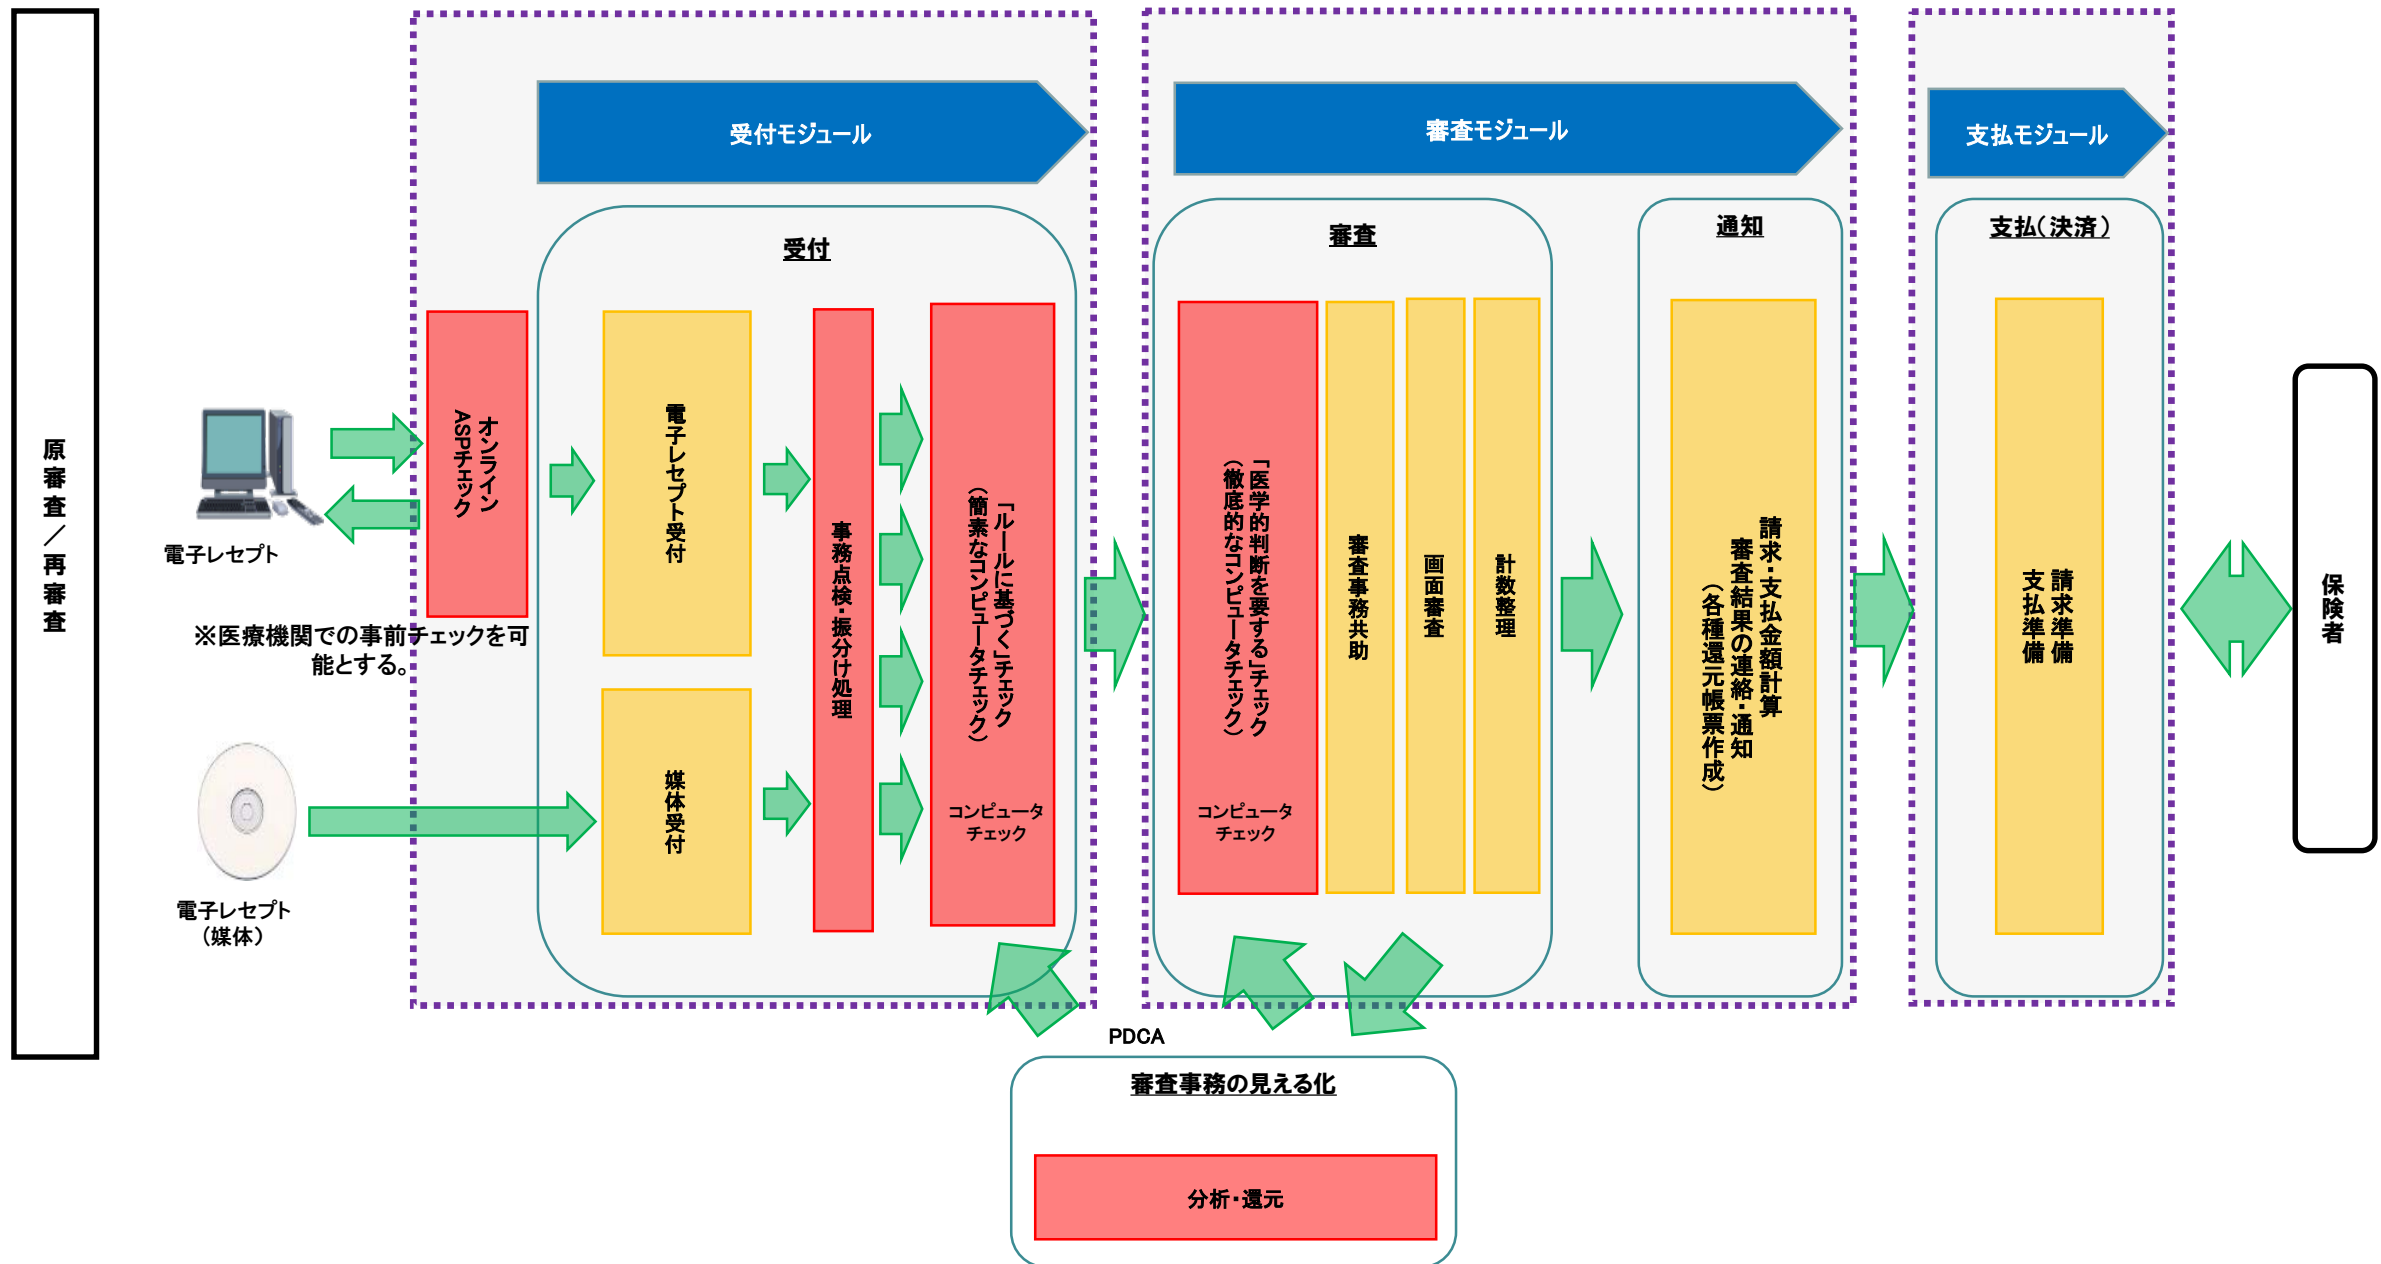 原審査／再審査
受付モジュール
審査モジュール
支払モジュール
受付
審査
通知
支払（決済）
電子レセプト
オンライン
ASPチェック
※医療機関での事前チェックを可
能とする。
電子レセプト
（媒体）
電子レセプト受付
媒体受付
事務点検・振分け処理
「ルールに基づく」チェック
（簡素なコンピュータチェック）
コンピュータ
チェック
「医学的判断を要する」チェック
（徹底的なコンピュータチェック）
コンピュータ
チェック
審査事務共助
画面審査
計数整理
請求・支払金額計算
審査結果の連絡・通知
（各種還元帳票作成）
請求準備
支払準備
保険者
PDCA
審査事務の見える化
分析・還元